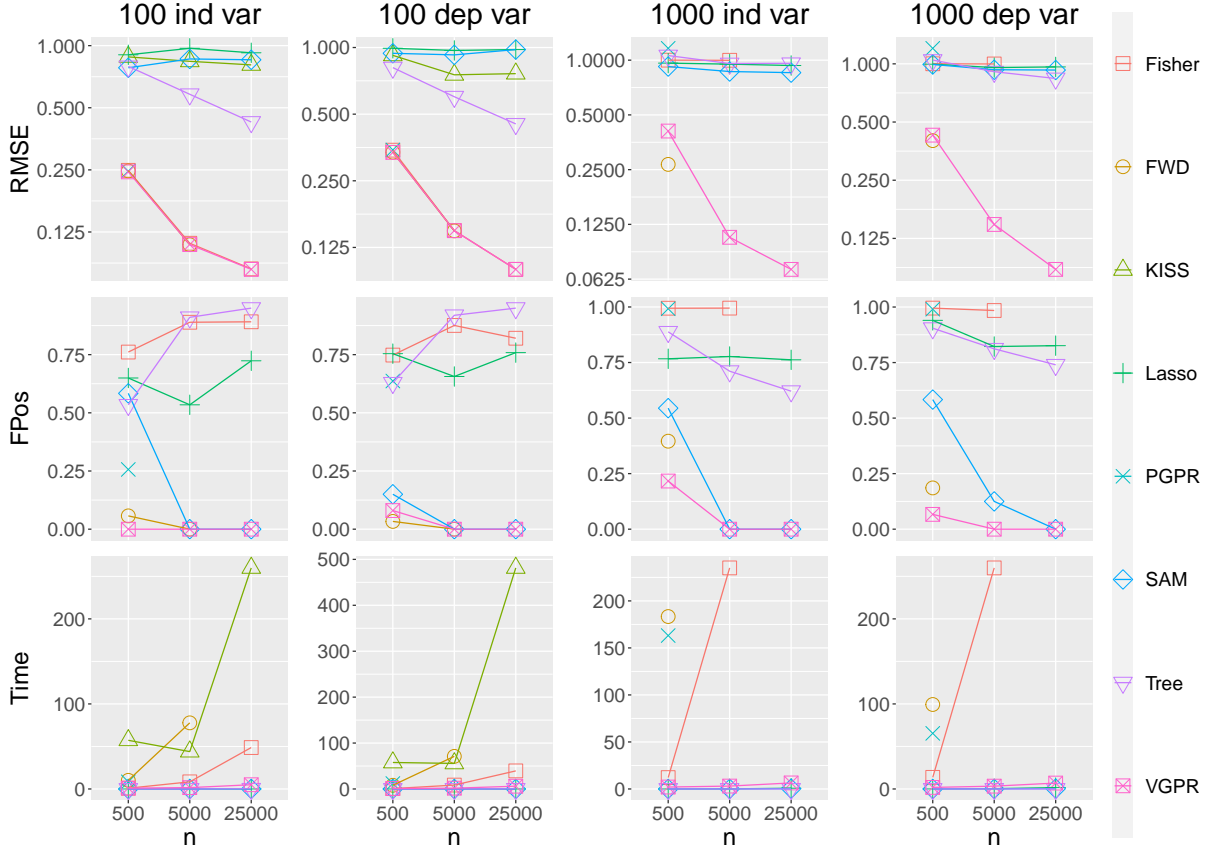 100 ind var
100 dep var
1000 ind var
1000 dep var
RMSE
1.000
0.500
0.250
0.125
1.000
0.500
0.250
0.125
1.0000
0.5000
0.2500
0.1250
0.0625
1.000
0.500
0.250
0.125
FPos
0.75
0.50
0.25
0.00
0.75
0.50
0.25
0.00
1.00
0.75
0.50
0.25
0.00
1.00
0.75
0.50
0.25
0.00
Time
200
100
0
500
400
300
200
100
0
200
150
100
50
0
200
100
0
500 5000 25000
500 5000 25000
500 5000 25000
500 5000 25000
n
n
n
n
Fisher
FWD
KISS
Lasso
PGPR
SAM
Tree
VGPR